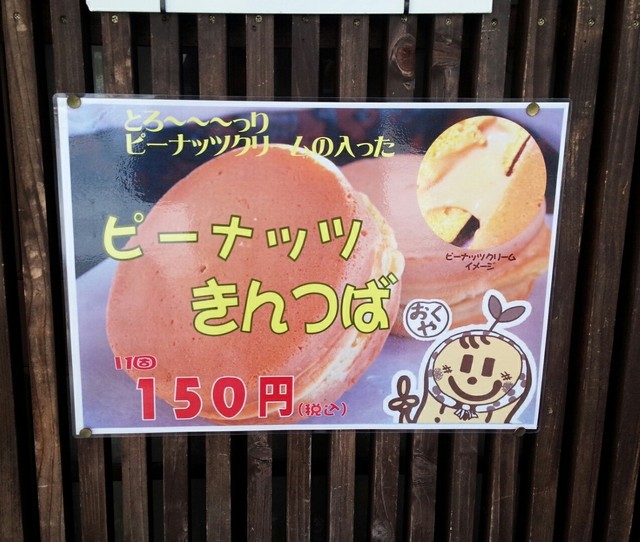 とろ～～～っり
ピーナッツクリームの入った
ピーナッツ
きんつば
ピーナッツクリーム
イメージ
おくや
1個
150円(税込)